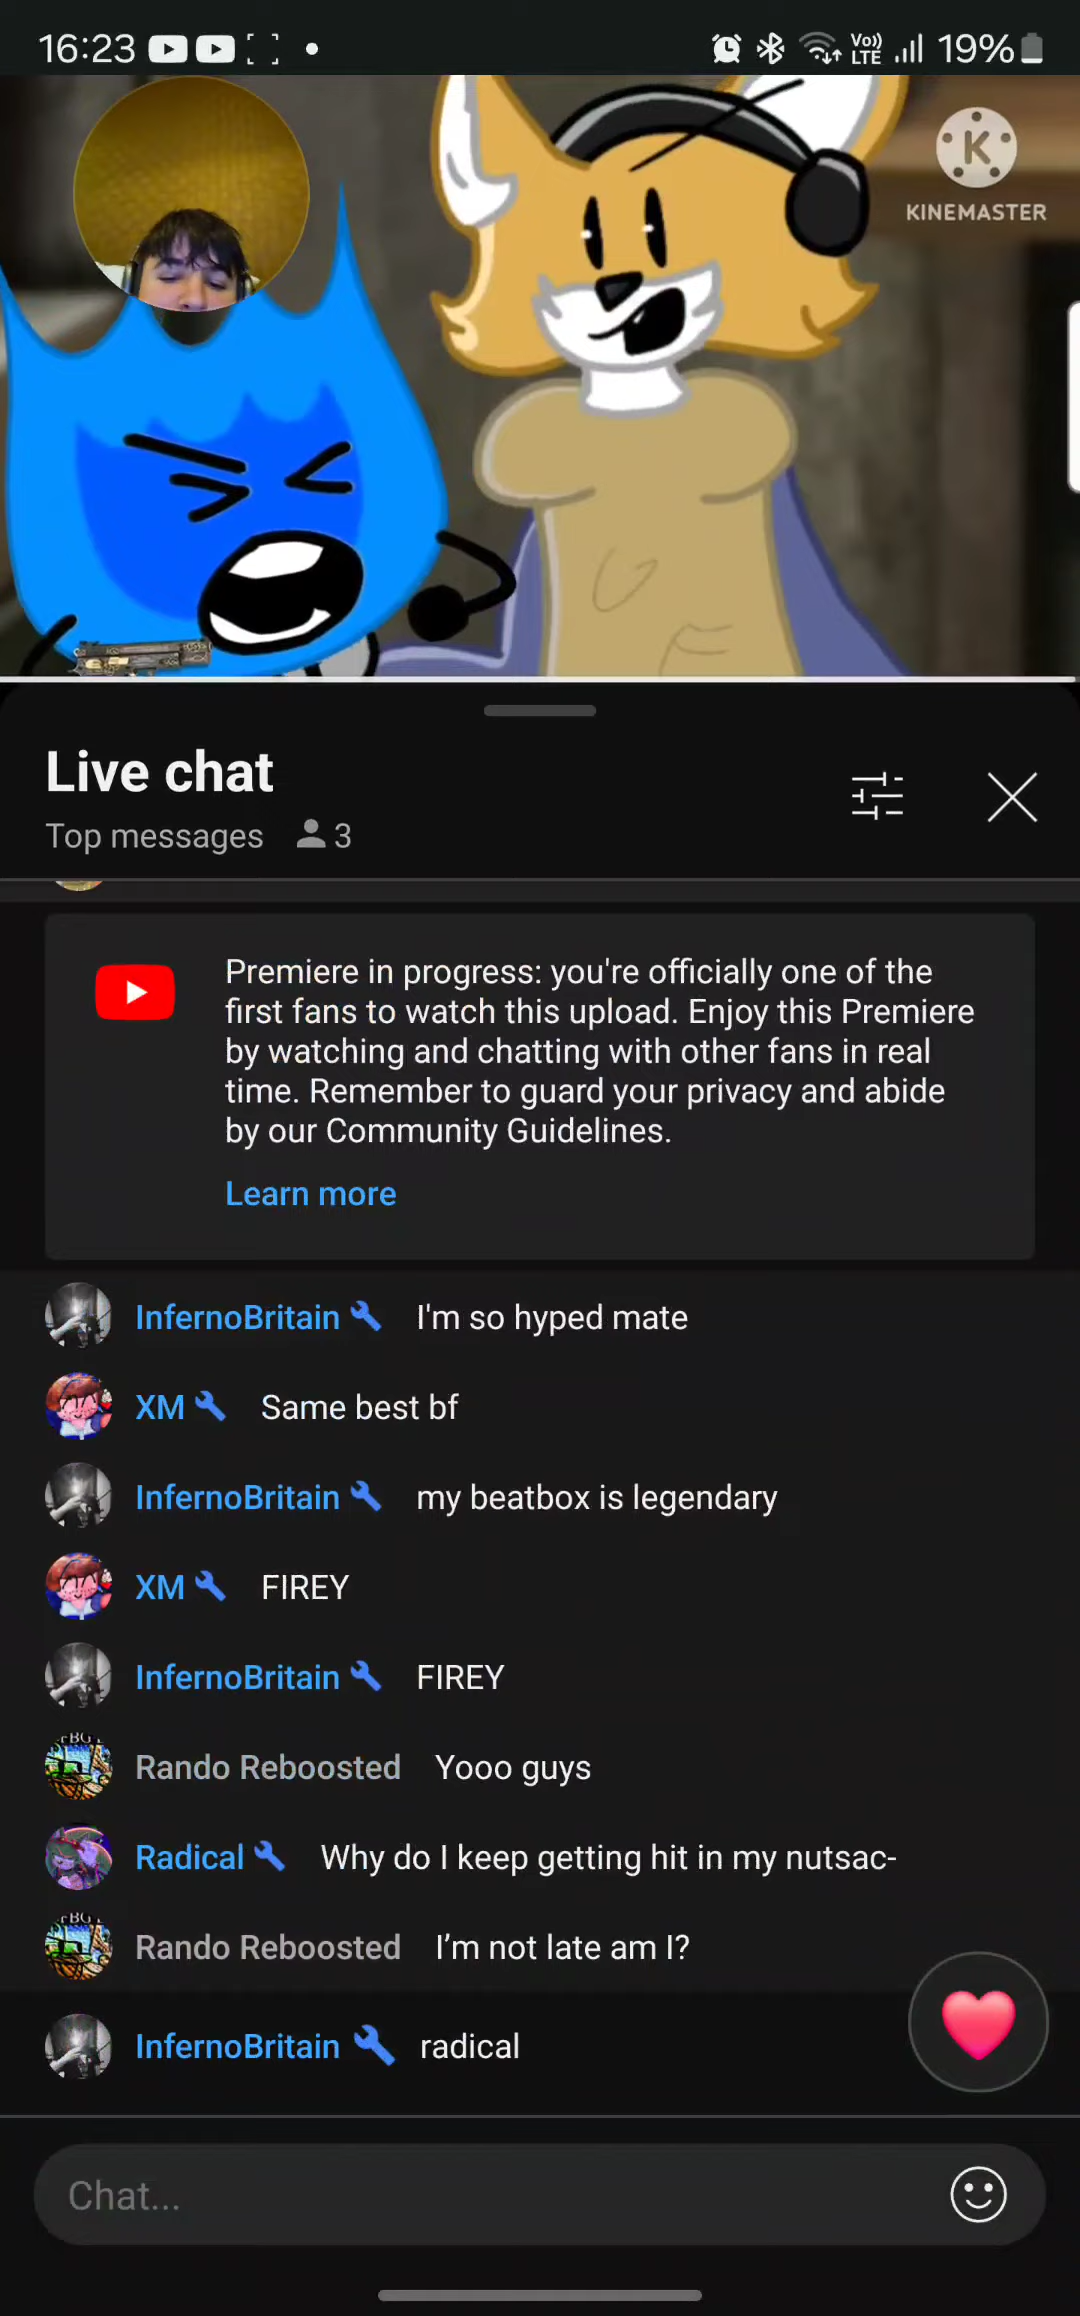 16:23
Vo))
LTE
19%
K
KINEMASTER
Live chat
Top messages 3
Premiere in progress: you're officially one of the
first fans to watch this upload. Enjoy this Premiere
by watching and chatting with other fans in real
time. Remember to guard your privacy and abide
by our Community Guidelines.
Learn more
InfernoBritain I'm so hyped mate
XM Same best bf
InfernoBritain my beatbox is legendary
XM FIREY
InfernoBritain FIREY
Rando Reboosted Yooo guys
Radical Why do I keep getting hit in my nutsac-
Rando Reboosted I’m not late am I?
InfernoBritain radical
Chat...